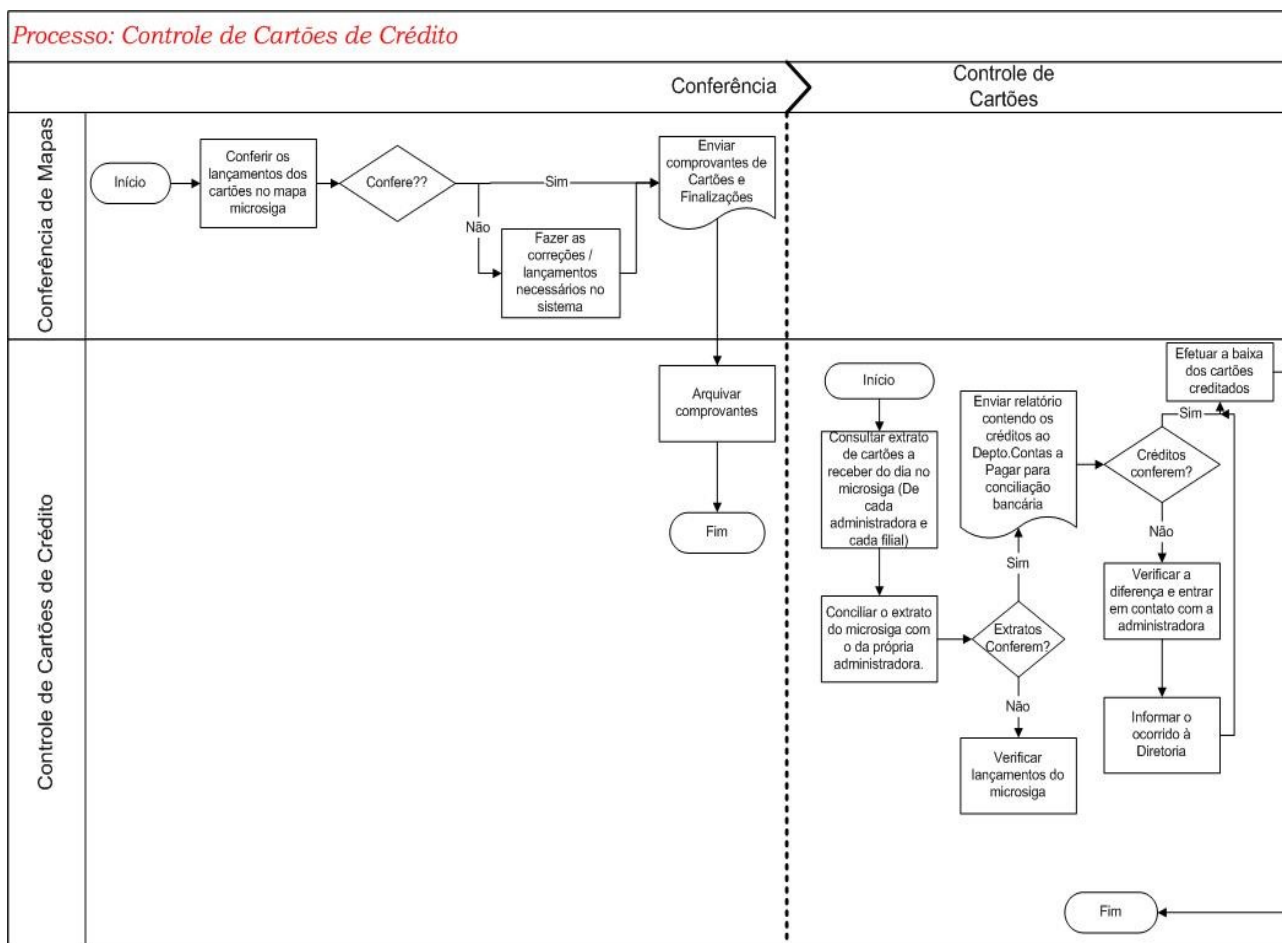 Processo: Controle de Cartões de Crédito
Conferência
Controle de
Cartões
Conferência de Mapas
Início
Conferir os
lançamentos dos
cartões no mapa
microsiga
Confere??
Sim
Não
Fazer as
correções /
lançamentos
necessários no
sistema
Enviar
comprovantes de
Cartões e
Finalizações
Controle de Cartões de Crédito
Arquivar
comprovantes
Fim
Início
Consultar extrato
de cartões a
receber do dia no
microsiga (De
cada
administradora e
cada filial)
Conciliar o extrato
do microsiga com
o da própria
administradora.
Extratos
Conferem?
Sim
Não
Verificar
lançamentos do
microsiga
Enviar relatório
contendo os
créditos ao
Depto.Contas a
Pagar para
conciliação
bancária
Créditos
conferem?
Sim
Efetuar a baixa
dos cartões
creditados
Não
Verificar a
diferença e entrar
em contato com a
administradora
Informar o
ocorrido à
Diretoria
Fim